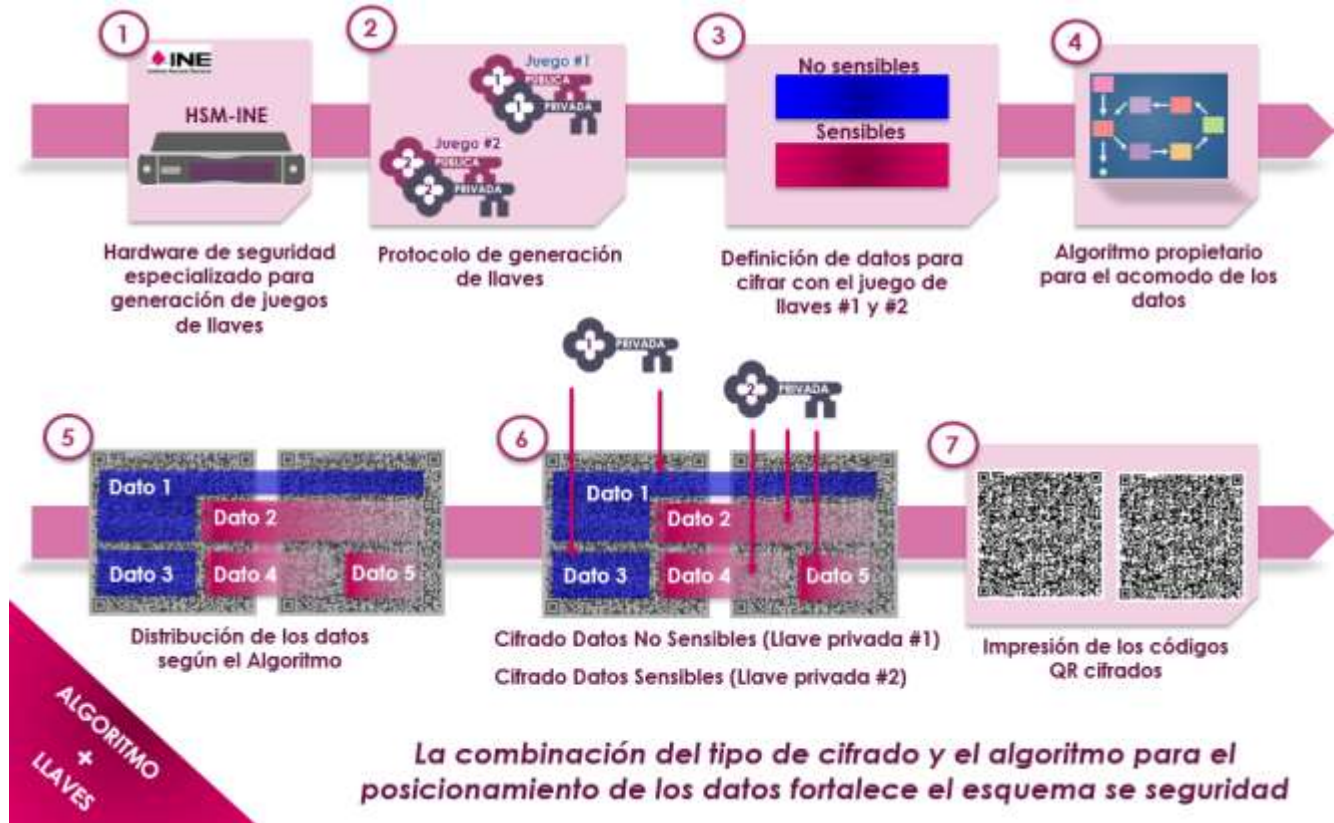 1
INE
HSM-INE
Hardware de seguridad
especializado para
generación de juegos
de llaves
2
Juego #1
1
PÚBLICA
1
PRIVADA
Juego #2
2
PÚBLICA
2
PRIVADA
Protocolo de generación
de llaves
3
No sensibles
Sensibles
Definición de datos para
cifrar con el juego de
llaves #1 y #2
4
Algoritmo propietario
para el acomodo de los
datos
5
Dato 1
Dato 2
Dato 3
Dato 4
Dato 5
Distribución de los datos
según el Algoritmo
6
1
PRIVADA
2
PRIVADA
Dato 1
Dato 2
Dato 3
Dato 4
Dato 5
Cifrado Datos No Sensibles (Llave privada #1)
Cifrado Datos Sensibles (Llave privada #2)
7
Impresión de los códigos
QR cifrados
ALGORITMO
+
LLAVES
La combinación del tipo de cifrado y el algoritmo para el
posicionamiento de los datos fortalece el esquema se seguridad